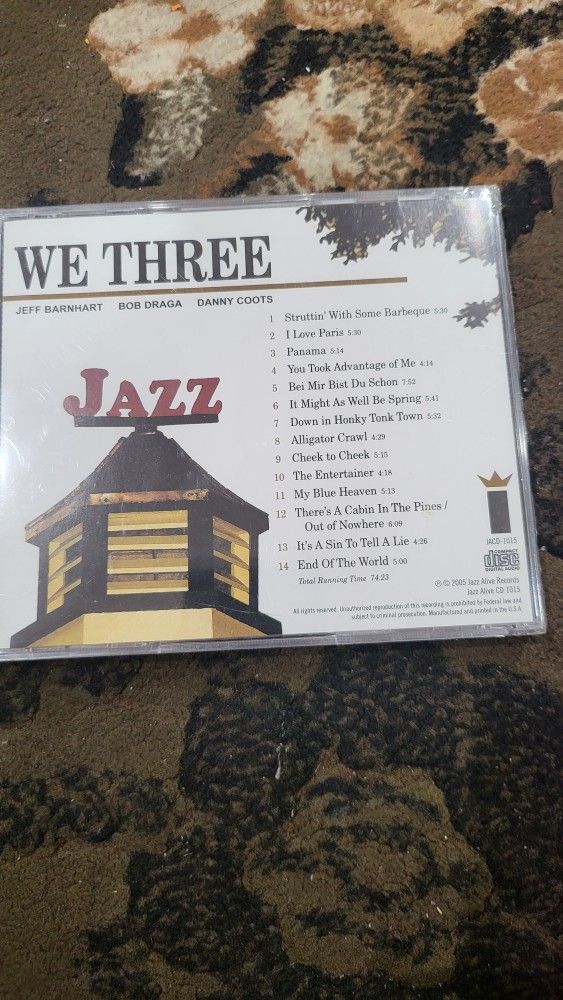 WE THREE
JEFF BARNHART BOB DRAGA DANNY COOTS
JAZZ
1 Struttin' With Some Barbeque 5:30
2 I Love Paris 5:30
3 Panama 5:14
4 You Took Advantage of Me 4:14
5 Bei Mir Bist Du Schon 7:52
6 It Might As Well Be Spring 5:41
7 Down in Honky Tonk Town 5:32
8 Alligator Crawl 4:29
9 Cheek to Cheek 5:15
10 The Entertainer 4:18
11 My Blue Heaven 5:13
12 There's A Cabin In The Pines /
Out of Nowhere 6:09
13 It's A Sin To Tell A Lie 4:26
14 End Of The World 5:00
Total Running Time 74:23
JACD-1015
COMPACT
disc
DIGITAL AUDIO
℗ © 2005 Jazz Alive Records
Jazz Alive CD 1015
All rights reserved. Unauthorized reproduction of this recording is prohibited by Federal law and
subject to criminal prosecution. Manufactured and printed in the U.S.A.